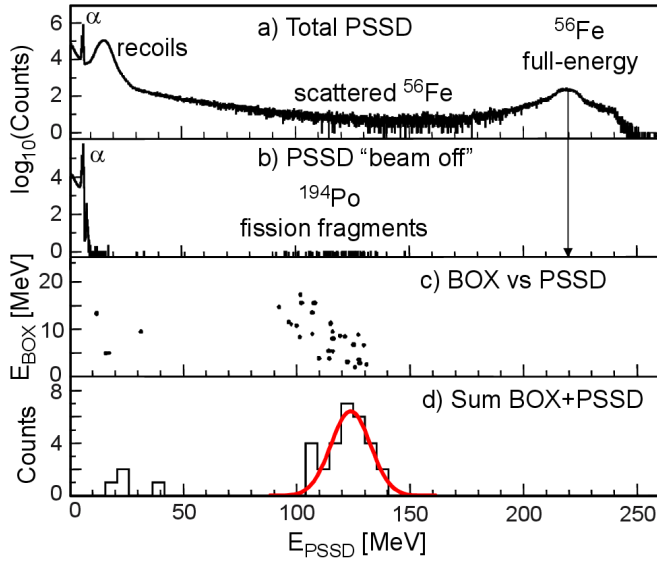 6
4
2
0
α
recoils
a) Total PSSD
scattered ⁵⁶Fe
⁵⁶Fe
full-energy
log₁₀(Counts)
4
2
0
α
b) PSSD “beam off”
¹⁹⁴Po
fission fragments
E_BOX [MeV]
20
10
0
c) BOX vs PSSD
Counts
8
4
0
d) Sum BOX+PSSD
0 50 100 150 200 250
E_PSSD [MeV]